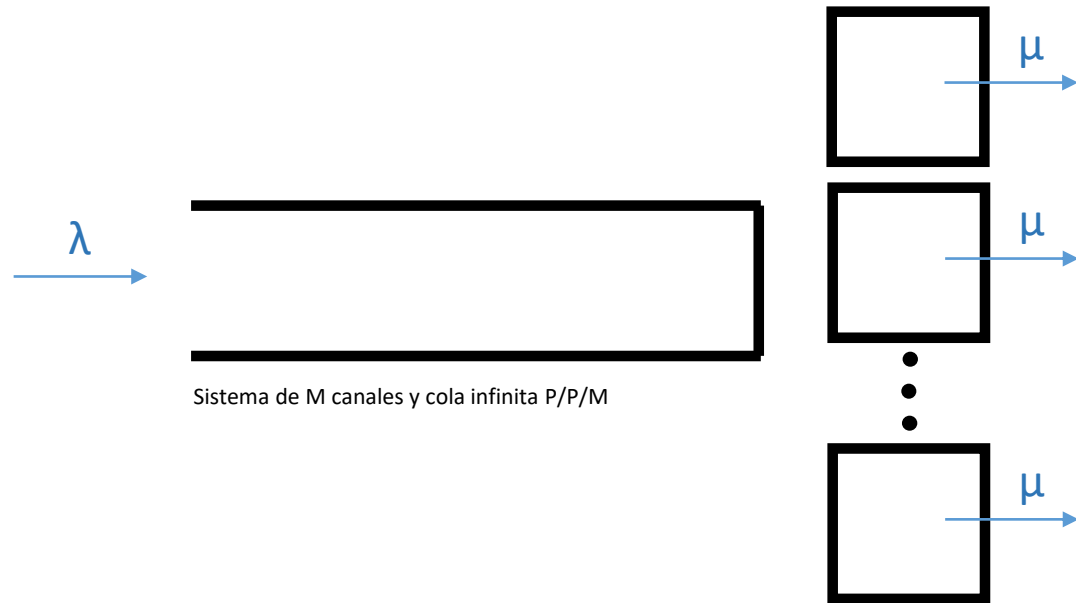 μ
λ
μ
Sistema de M canales y cola infinita P/P/M
μ